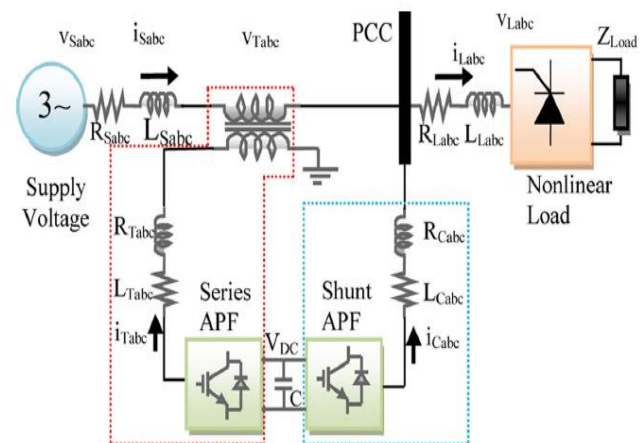 vSabc
iSabc
vTabc
PCC
vLabc
iLabc
ZLoad
3~
RSabc
LSabc
RLabc
LLabc
Supply
Voltage
Nonlinear
Load
RTabc
LTabc
iTabc
Series
APF
VDC
C
Shunt
APF
RCabc
LCabc
iCabc